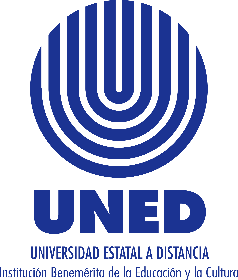 UNED
UNIVERSIDAD ESTATAL A DISTANCIA
Institución Benemérita de la Educación y la Cultura